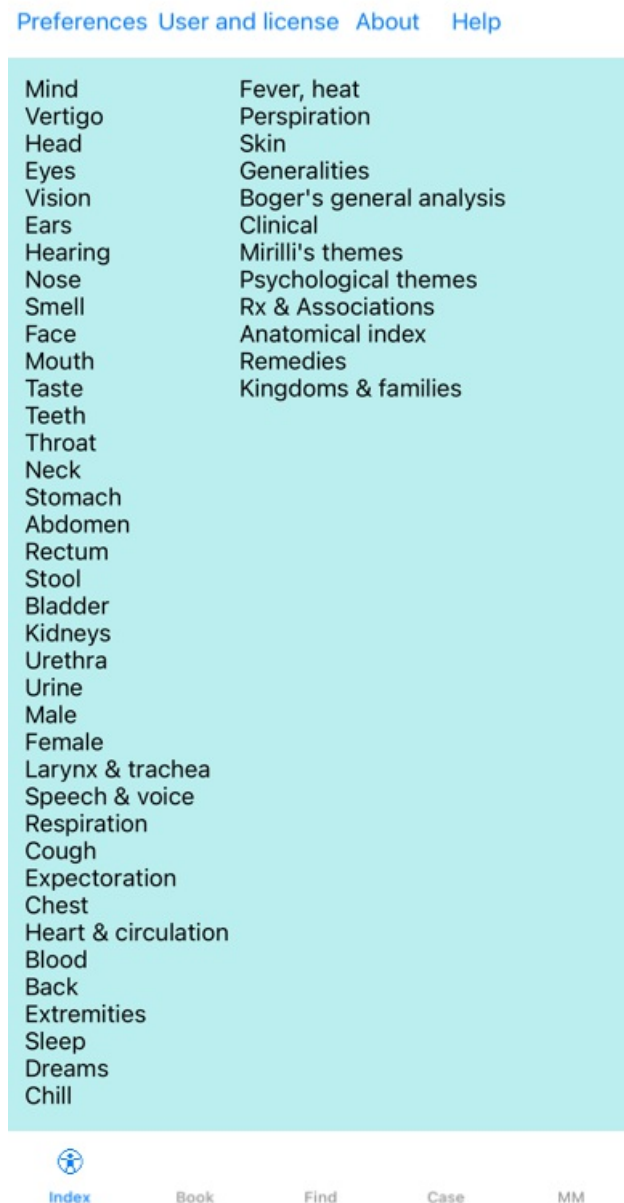 Preferences User and license About Help
Mind
Vertigo
Head
Eyes
Vision
Ears
Hearing
Nose
Smell
Face
Mouth
Taste
Teeth
Throat
Neck
Stomach
Abdomen
Rectum
Stool
Bladder
Kidneys
Urethra
Urine
Male
Female
Larynx & trachea
Speech & voice
Respiration
Cough
Expectoration
Chest
Heart & circulation
Blood
Back
Extremities
Sleep
Dreams
Chill
Fever, heat
Perspiration
Skin
Generalities
Boger's general analysis
Clinical
Mirilli's themes
Psychological themes
Rx & Associations
Anatomical index
Remedies
Kingdoms & families
Index Book Find Case MM